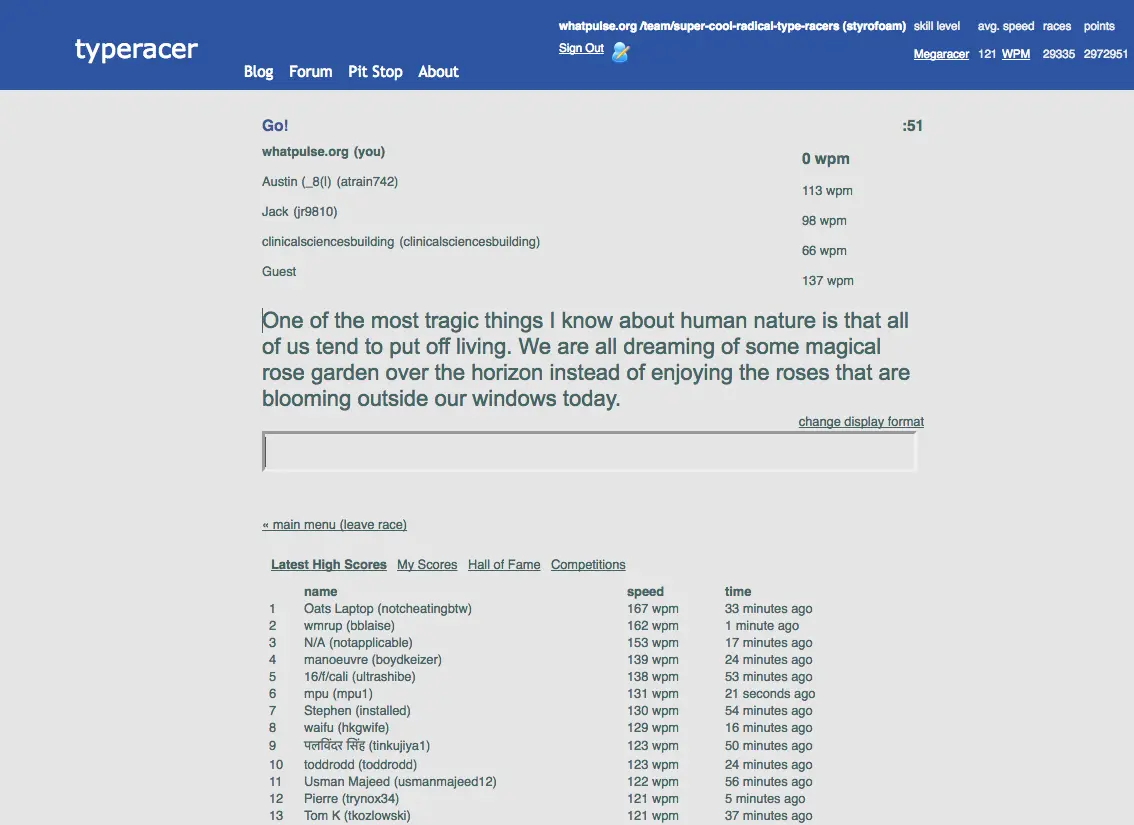 typeracer
Blog Forum Pit Stop About
whatpulse.org /team/super-cool-radical-type-racers (styrofoam) skill level avg. speed races points
Sign Out
Megaracer 121 WPM 29335 2972951
Go! :51
whatpulse.org (you) 0 wpm
Austin (_8(l) (atrain742) 113 wpm
Jack (jr9810) 98 wpm
clinicalsciencesbuilding (clinicalsciencesbuilding) 66 wpm
Guest 137 wpm
One of the most tragic things I know about human nature is that all
of us tend to put off living. We are all dreaming of some magical
rose garden over the horizon instead of enjoying the roses that are
blooming outside our windows today.
change display format
« main menu (leave race)
Latest High Scores My Scores Hall of Fame Competitions
name speed time
1 Oats Laptop (notcheatingbtw) 167 wpm 33 minutes ago
2 wmrup (bblaise) 162 wpm 1 minute ago
3 N/A (notapplicable) 153 wpm 17 minutes ago
4 manoeuvre (boydkeizer) 139 wpm 24 minutes ago
5 16/f/cali (ultrashibe) 138 wpm 53 minutes ago
6 mpu (mpu1) 131 wpm 21 seconds ago
7 Stephen (installed) 130 wpm 54 minutes ago
8 waifu (hkgwife) 129 wpm 16 minutes ago
9 पलविंदर सिंह (tinkujiya1) 123 wpm 50 minutes ago
10 toddrodd (toddrodd) 123 wpm 24 minutes ago
11 Usman Majeed (usmanmajeed12) 122 wpm 56 minutes ago
12 Pierre (trynox34) 121 wpm 5 minutes ago
13 Tom K (tkozlowski) 121 wpm 37 minutes ago